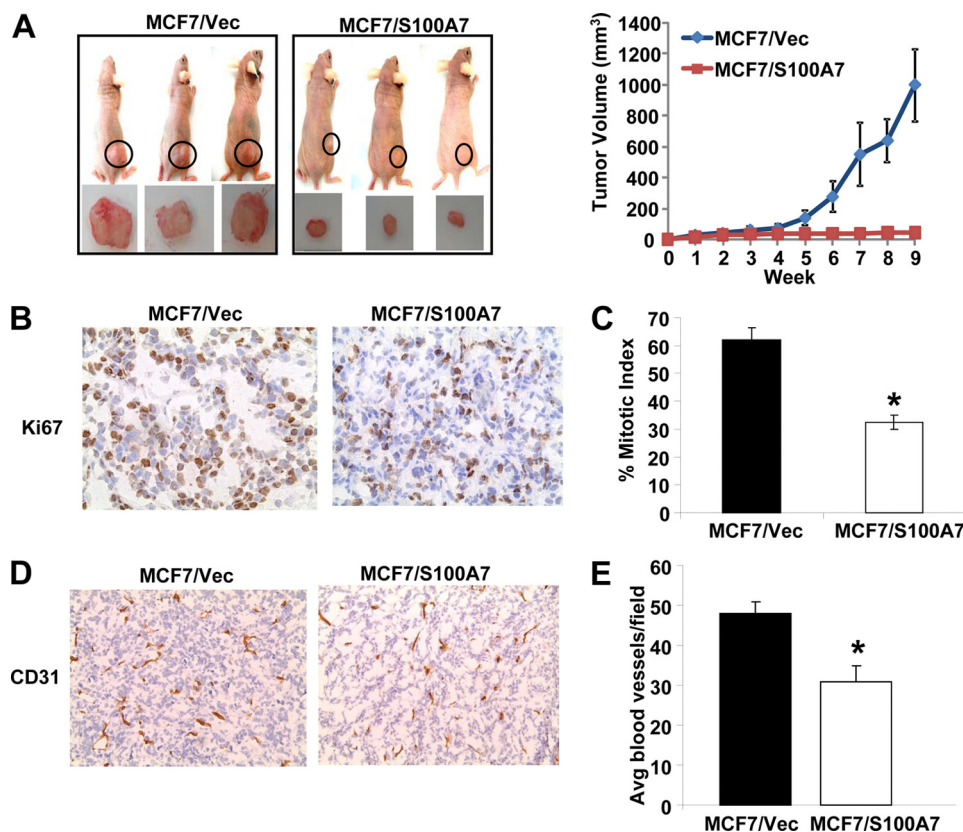 A
MCF7/Vec
MCF7/S100A7
Tumor Volume (mm3)
1400
1200
1000
800
600
400
200
0
MCF7/Vec
MCF7/S100A7
0 1 2 3 4 5 6 7 8 9
Week
B
MCF7/Vec
MCF7/S100A7
Ki67
C
% Mitotic Index
70
60
50
40
30
20
10
0
*
MCF7/Vec
MCF7/S100A7
D
MCF7/Vec
MCF7/S100A7
CD31
E
Avg blood vessels/field
60
50
40
30
20
10
0
*
MCF7/Vec
MCF7/S100A7